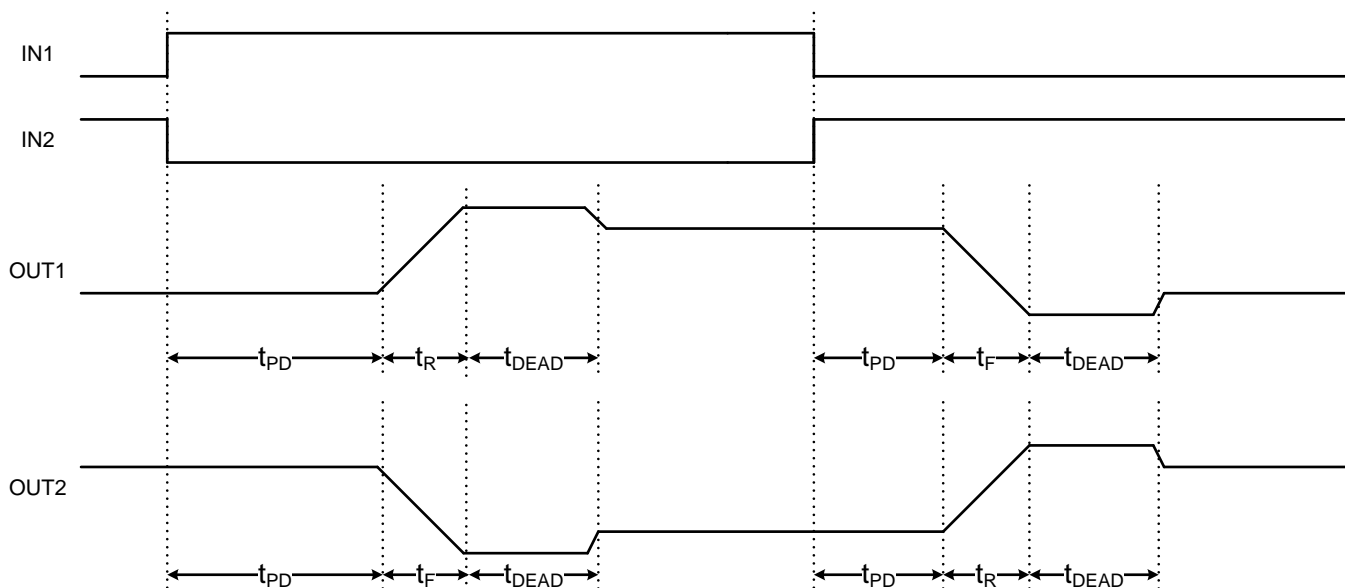 IN1
IN2
OUT1
tPD tR tDEAD tPD tF tDEAD
OUT2
tPD tF tDEAD tPD tR tDEAD